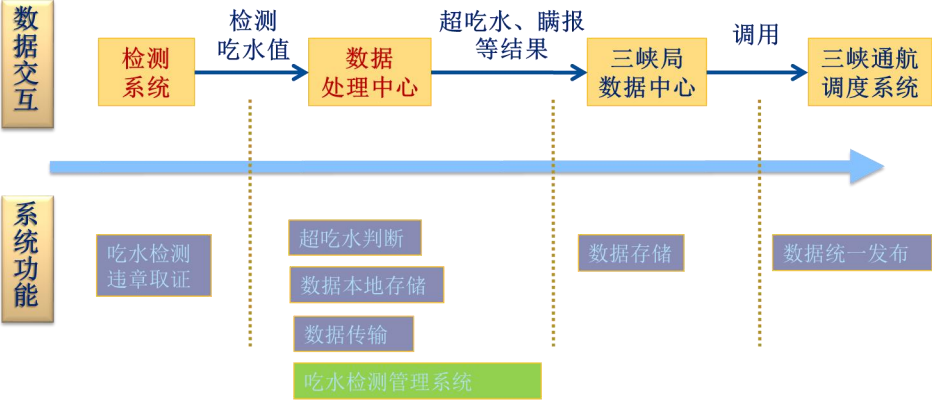 数据交互
检测
系统
检测
吃水值
数据
处理中心
超吃水、瞒报
等结果
三峡局
数据中心
调用
三峡通航
调度系统
系统功能
吃水检测
违章取证
超吃水判断
数据本地存储
数据传输
吃水检测管理系统
数据存储
数据统一发布